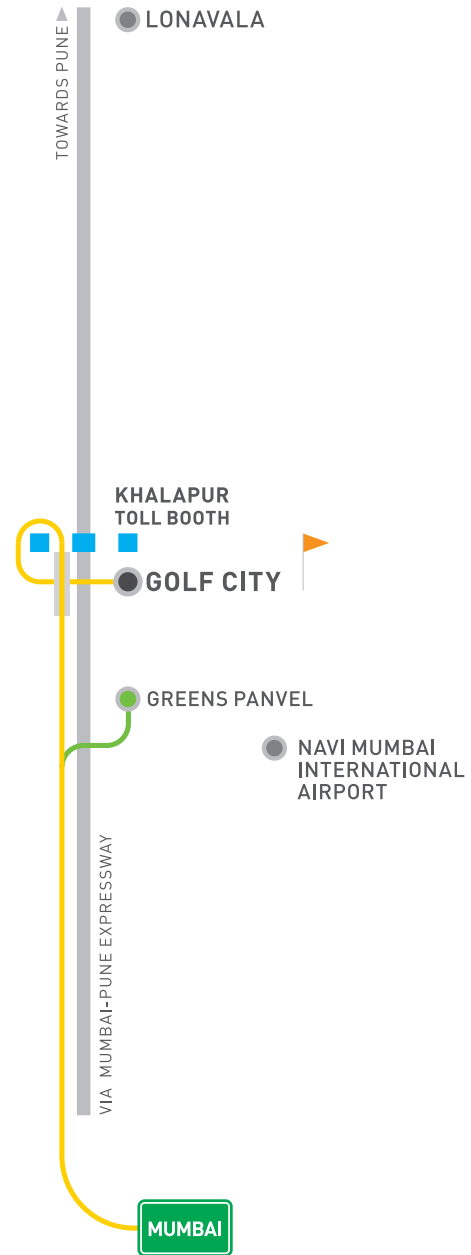 LONAVALA
TOWARDS PUNE
KHALAPUR
TOLL BOOTH
GOLF CITY
GREENS PANVEL
NAVI MUMBAI
INTERNATIONAL
AIRPORT
VIA MUMBAI-PUNE EXPRESSWAY
MUMBAI